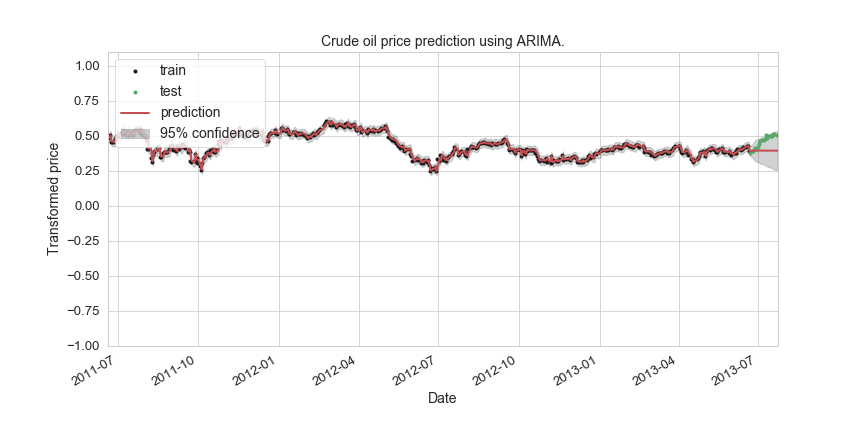 Crude oil price prediction using ARIMA.
1.00
0.75
0.50
0.25
0.00
−0.25
−0.50
−0.75
−1.00
Transformed price
train
test
prediction
95% confidence
2011-07
2011-10
2012-01
2012-04
2012-07
2012-10
2013-01
2013-04
2013-07
Date